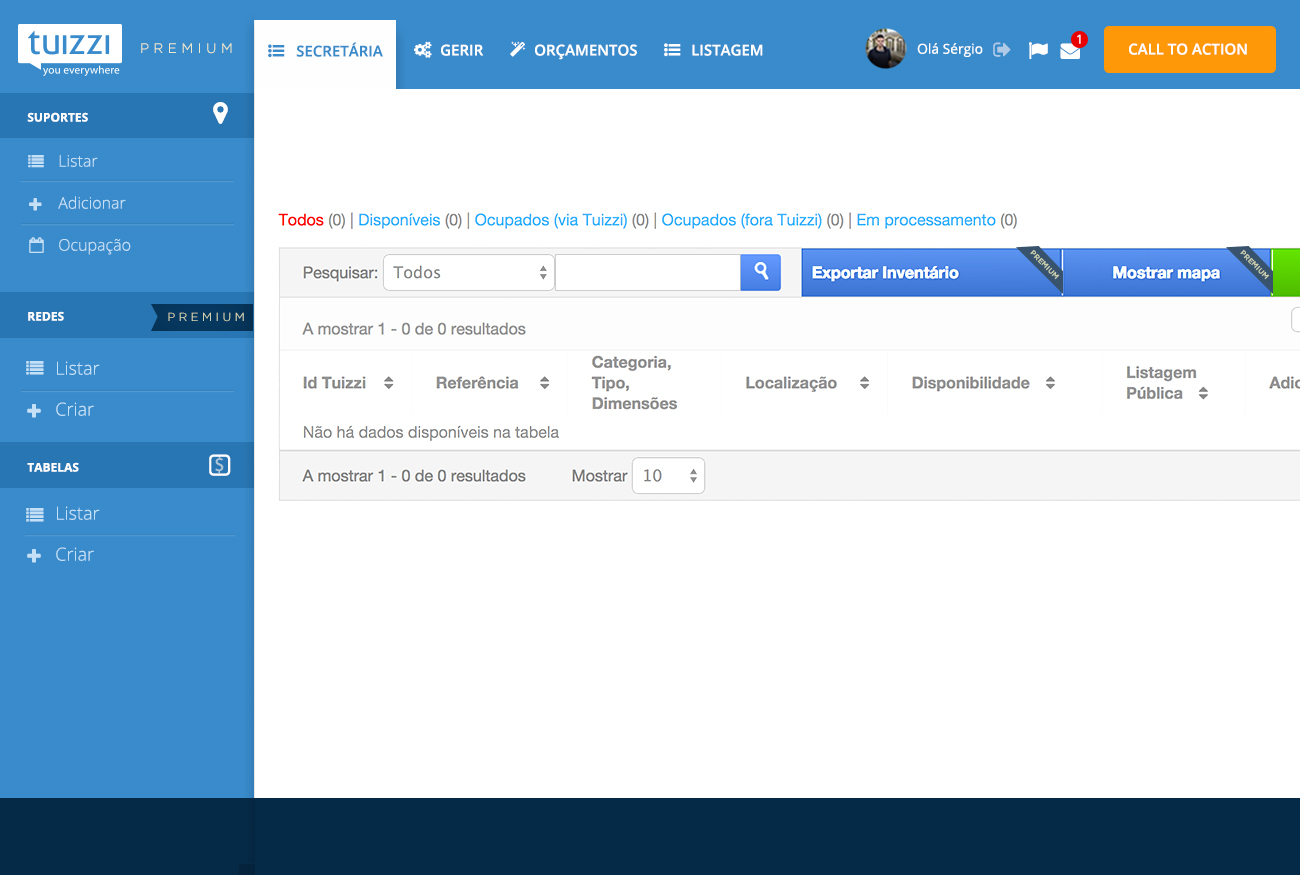 tuizzi PREMIUM
you everywhere
SECRETÁRIA GERIR ORÇAMENTOS LISTAGEM
Olá Sérgio 1 CALL TO ACTION
SUPORTES
Listar
Adicionar
Ocupação
REDES PREMIUM
Listar
Criar
TABELAS $
Listar
Criar
Todos (0) | Disponíveis (0) | Ocupados (via Tuizzi) (0) | Ocupados (fora Tuizzi) (0) | Em processamento (0)
Pesquisar: Todos Exportar Inventário PREMIUM Mostrar mapa PREMIUM
A mostrar 1 - 0 de 0 resultados
Id Tuizzi Referência Categoria, Tipo, Dimensões Localização Disponibilidade Listagem Pública Adic
Não há dados disponíveis na tabela
A mostrar 1 - 0 de 0 resultados Mostrar 10